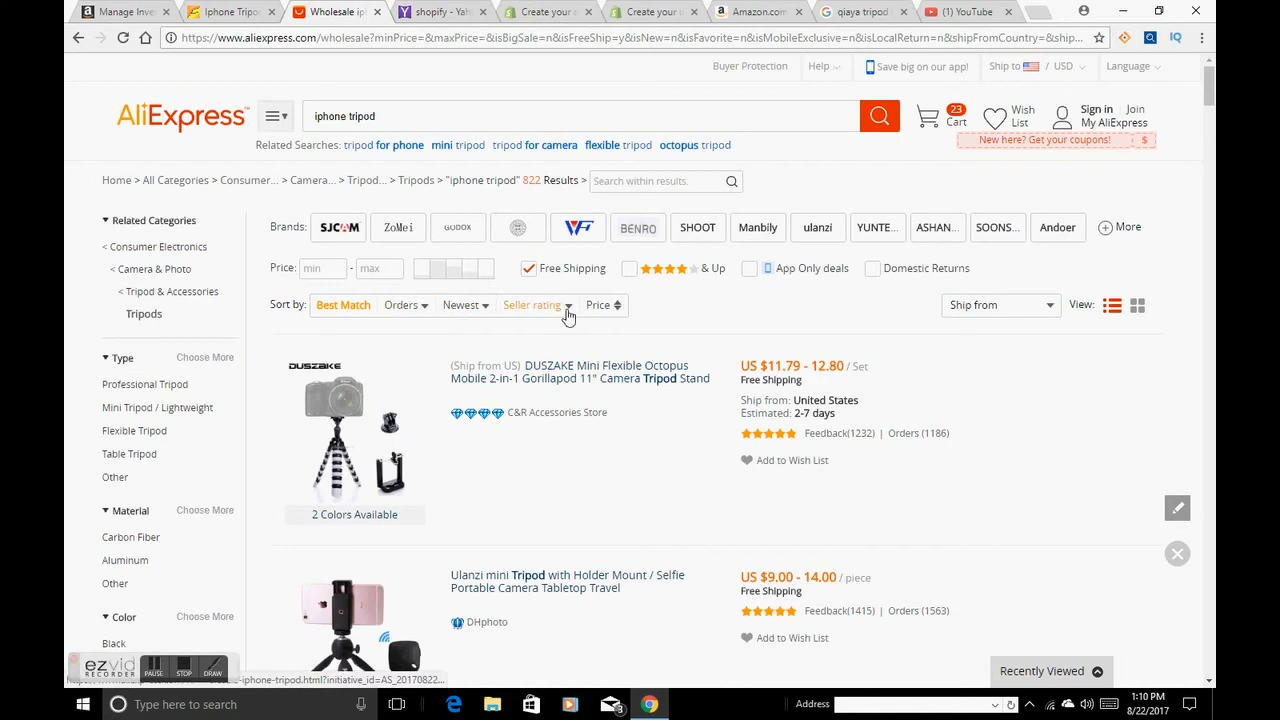 Manage Inven
Iphone Tripo
Wholesale ip
shopify - Yah
Create your
Create your
Amazon.com
qiaya tripod
(1) YouTube
https://www.aliexpress.com/wholesale?minPrice=&maxPrice=&isBigSale=n&isFreeShip=y&isNew=n&isFavorite=n&isMobileExclusive=n&isLocalReturn=n&shipFromCountry=&ship...
Buyer Protection
Help
Save big on our app!
Ship to / USD
Language
AliExpress™
iphone tripod
23
Cart
Wish List
Sign in Join
My AliExpress
New here? Get your coupons! $
Related Searches: tripod for phone mini tripod tripod for camera flexible tripod octopus tripod
Home > All Categories > Consumer... > Camera... > Tripod... > Tripods > "iphone tripod" 822 Results >
Search within results.
Related Categories
< Consumer Electronics
< Camera & Photo
< Tripod & Accessories
Tripods
Brands: SJCAM ZoMei GODOX WF BENRO SHOOT Manbily ulanzi YUNTE... ASHAN... SOONS... Andoer More
Price: min - max Free Shipping & Up App Only deals Domestic Returns
Sort by: Best Match Orders Newest Seller rating Price Ship from View:
Type Choose More
Professional Tripod
Mini Tripod / Lightweight
Flexible Tripod
Table Tripod
Other
Material Choose More
Carbon Fiber
Aluminum
Other
Color Choose More
Black
DUSZAKE
2 Colors Available
(Ship from US) DUSZAKE Mini Flexible Octopus
Mobile 2-in-1 Gorillapod 11" Camera Tripod Stand
C&R Accessories Store
US $11.79 - 12.80 / Set
Free Shipping
Ship from: United States
Estimated: 2-7 days
Feedback(1232) | Orders (1186)
Add to Wish List
Ulanzi mini Tripod with Holder Mount / Selfie
Portable Camera Tabletop Travel
DHphoto
US $9.00 - 14.00 / piece
Free Shipping
Feedback(1415) | Orders (1563)
Add to Wish List
Recently Viewed
ezvid
RECORDER
PAUSE
STOP
DRAW
-iphone-tripod.html?initiative_id=AS_20170822...
Type here to search
3
Address
1:10 PM
8/22/2017